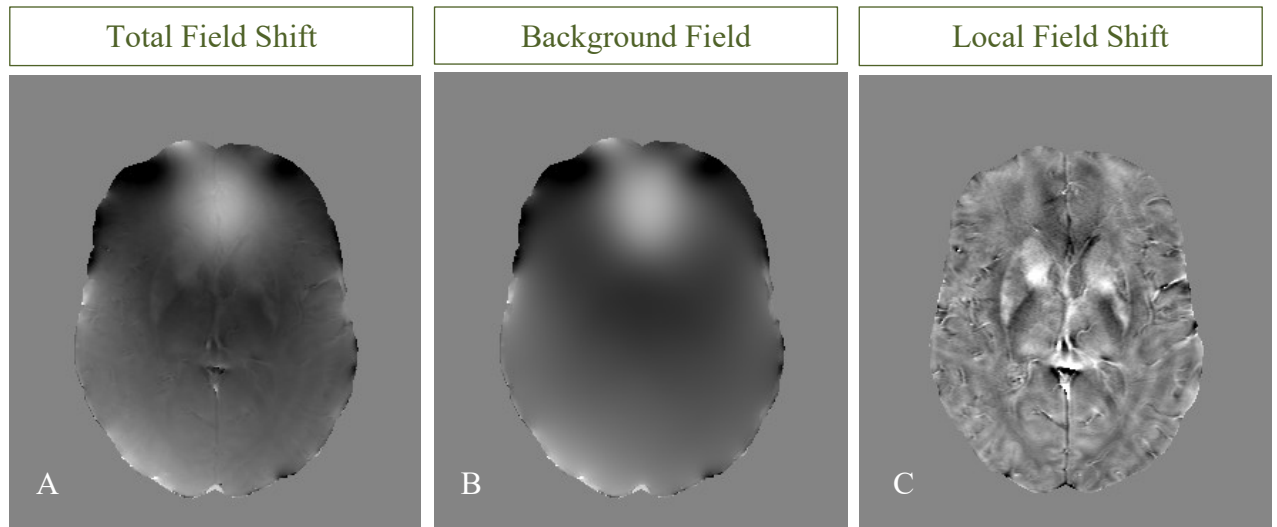 Total Field Shift
Background Field
Local Field Shift
A
B
C